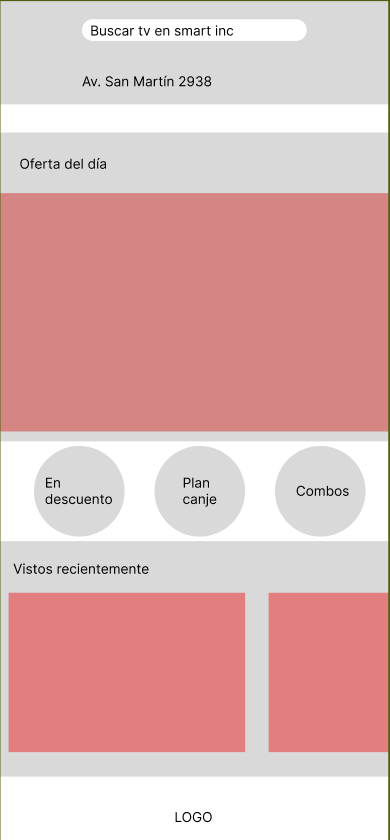 Buscar tv en smart inc
Av. San Martín 2938
Oferta del día
En
descuento
Plan
canje
Combos
Vistos recientemente
LOGO